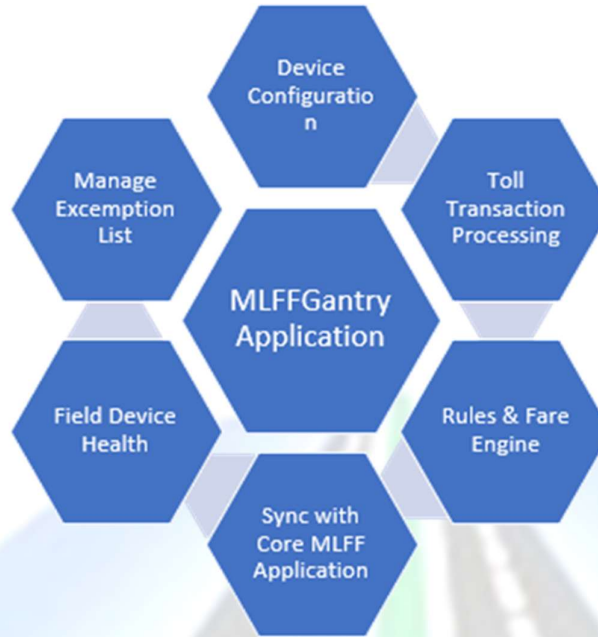 Device
Configuratio
n
Manage
Excemption
List
Toll
Transaction
Processing
MLFFGantry
Application
Field Device
Health
Rules & Fare
Engine
Sync with
Core MLFF
Application